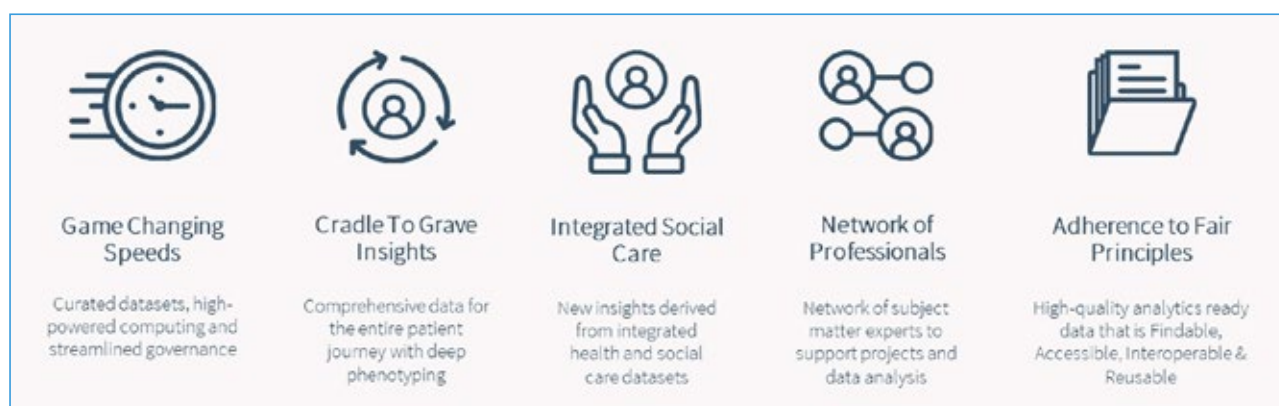 Game Changing
Speeds
Curated datasets, high-
powered computing and
streamlined governance
Cradle To Grave
Insights
Comprehensive data for
the entire patient
journey with deep
phenotyping
Integrated Social
Care
New insights derived
from integrated
health and social
care datasets
Network of
Professionals
Network of subject
matter experts to
support projects and
data analysis
Adherence to Fair
Principles
High-quality analytics ready
data that is Findable,
Accessible, Interoperable &
Reusable